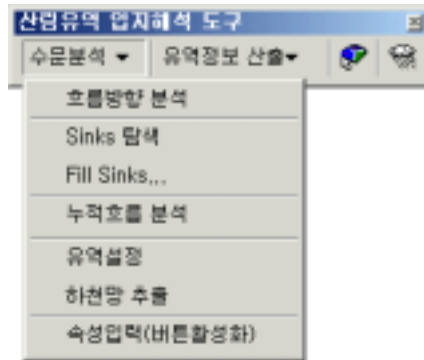 산림유역 입지해석 도구
수문분석 유역정보 산출
흐름방향 분석
Sinks 탐색
Fill Sinks...
누적흐름 분석
유역설정
하천망 추출
속성입력(버튼활성화)